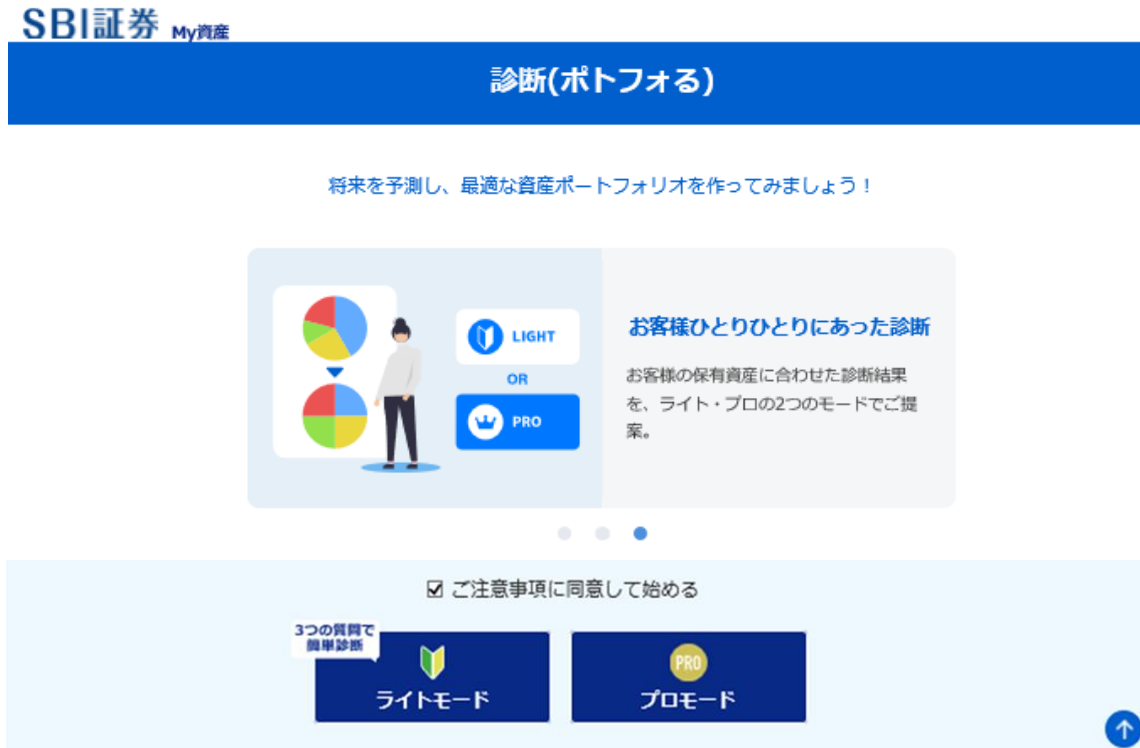 SBI証券 My資産
診断(ポトフォる)
将来を予測し、最適な資産ポートフォリオを作ってみましょう！
LIGHT
OR
PRO
お客様ひとりひとりにあった診断
お客様の保有資産に合わせた診断結果
を、ライト・プロの2つのモードでご提
案。
ご注意事項に同意して始める
3つの質問で
簡単診断
ライトモード
PRO
プロモード